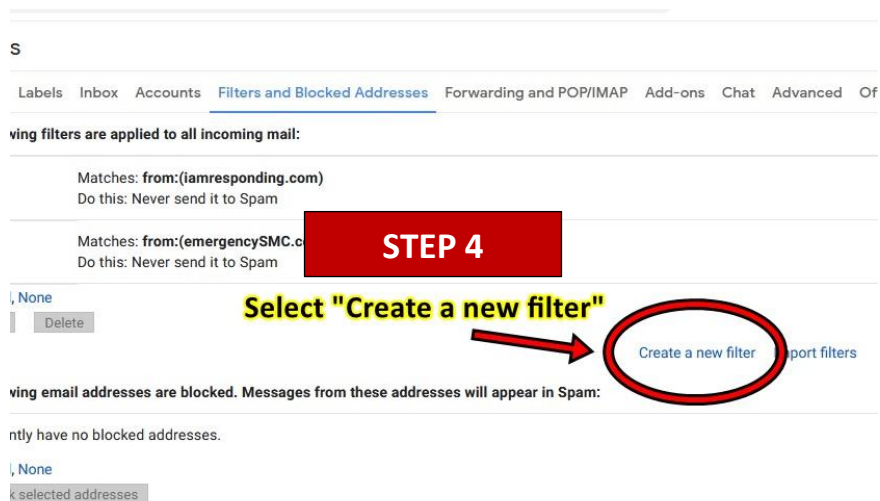 s
Labels Inbox Accounts Filters and Blocked Addresses Forwarding and POP/IMAP Add-ons Chat Advanced Of
wing filters are applied to all incoming mail:
Matches: from:(iamresponding.com)
Do this: Never send it to Spam
Matches: from:(emergencySMC.c
Do this: Never send it to Spam
STEP 4
, None
Select "Create a new filter"
Delete
Create a new filter port filters
wing email addresses are blocked. Messages from these addresses will appear in Spam:
ntly have no blocked addresses.
, None
k selected addresses